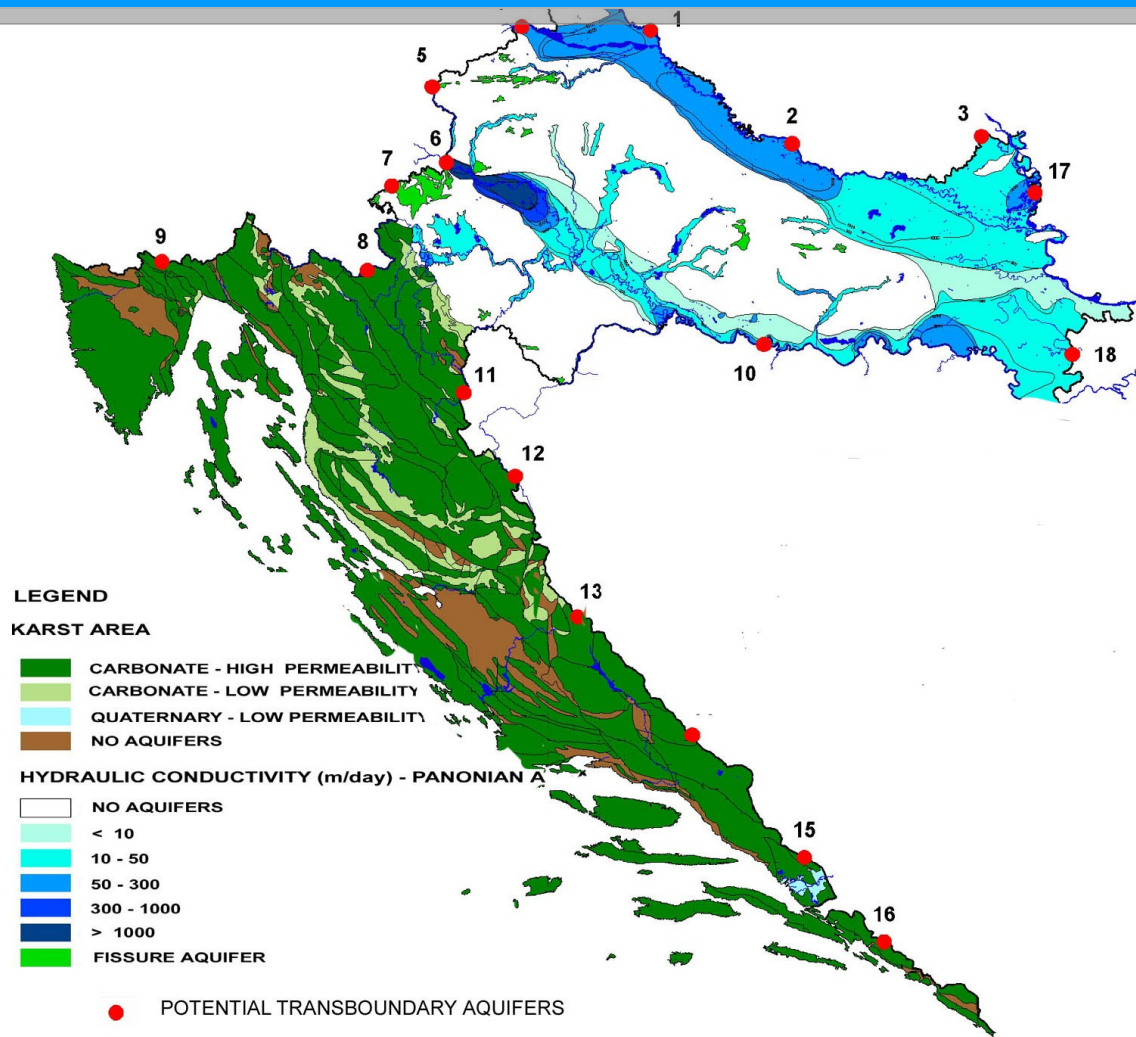 1
5
2
3
6
7
17
9
8
10
18
11
12
13
15
16
LEGEND
KARST AREA
CARBONATE - HIGH PERMEABILIT
CARBONATE - LOW PERMEABILITY
QUATERNARY - LOW PERMEABILITY
NO AQUIFERS
HYDRAULIC CONDUCTIVITY (m/day) - PANONIAN A
NO AQUIFERS
< 10
10 - 50
50 - 300
300 - 1000
> 1000
FISSURE AQUIFER
POTENTIAL TRANSBOUNDARY AQUIFERS